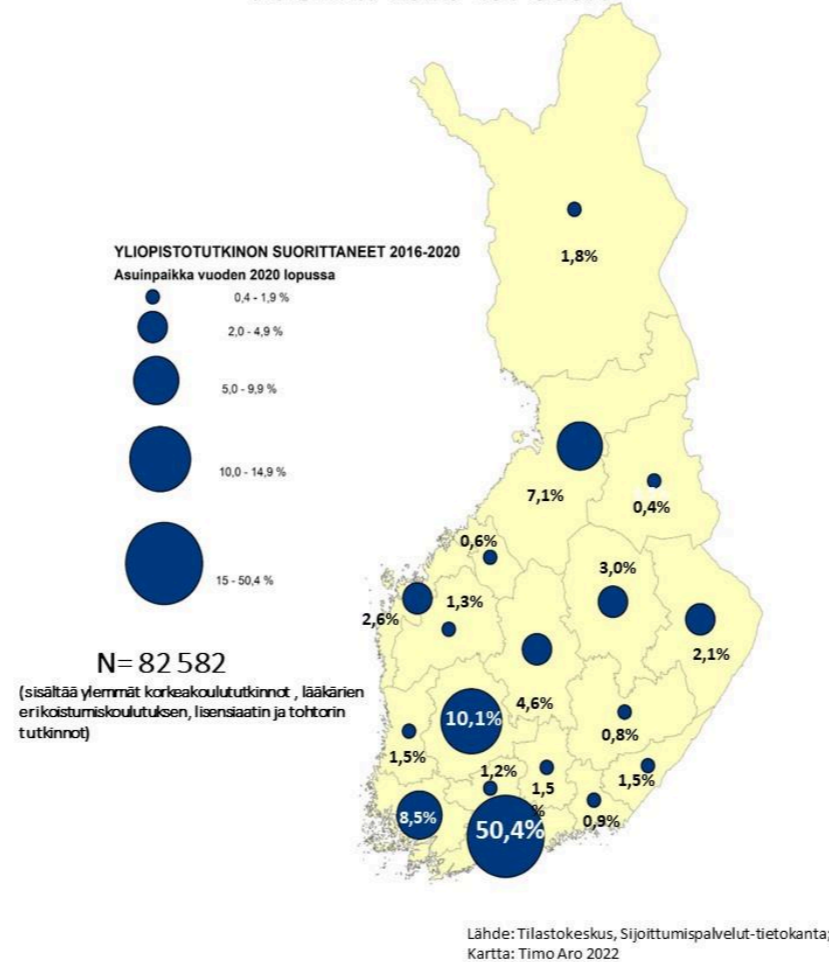 YLIOPISTOTUTKINON SUORITTANEET 2016-2020
Asuinpaikka vuoden 2020 lopussa
0,4 - 1,9 %
2,0 - 4,9 %
5,0 - 9,9 %
10,0 - 14,9 %
15 - 50,4 %
N= 82 582
(sisältää ylemmät korkeakoulututkinnot , lääkärien
erikoistumiskoulutuksen, lisensiaatin ja tohtorin
tutkinnot)
1,8%
7,1%
0,4%
0,6%
3,0%
1,3%
2,6%
2,1%
4,6%
10,1%
0,8%
1,5%
1,2%
1,5%
1,5
%
8,5%
50,4%
0,9%
Lähde: Tilastokeskus, Sijoittumispalvelut-tietokanta;
Kartta: Timo Aro 2022